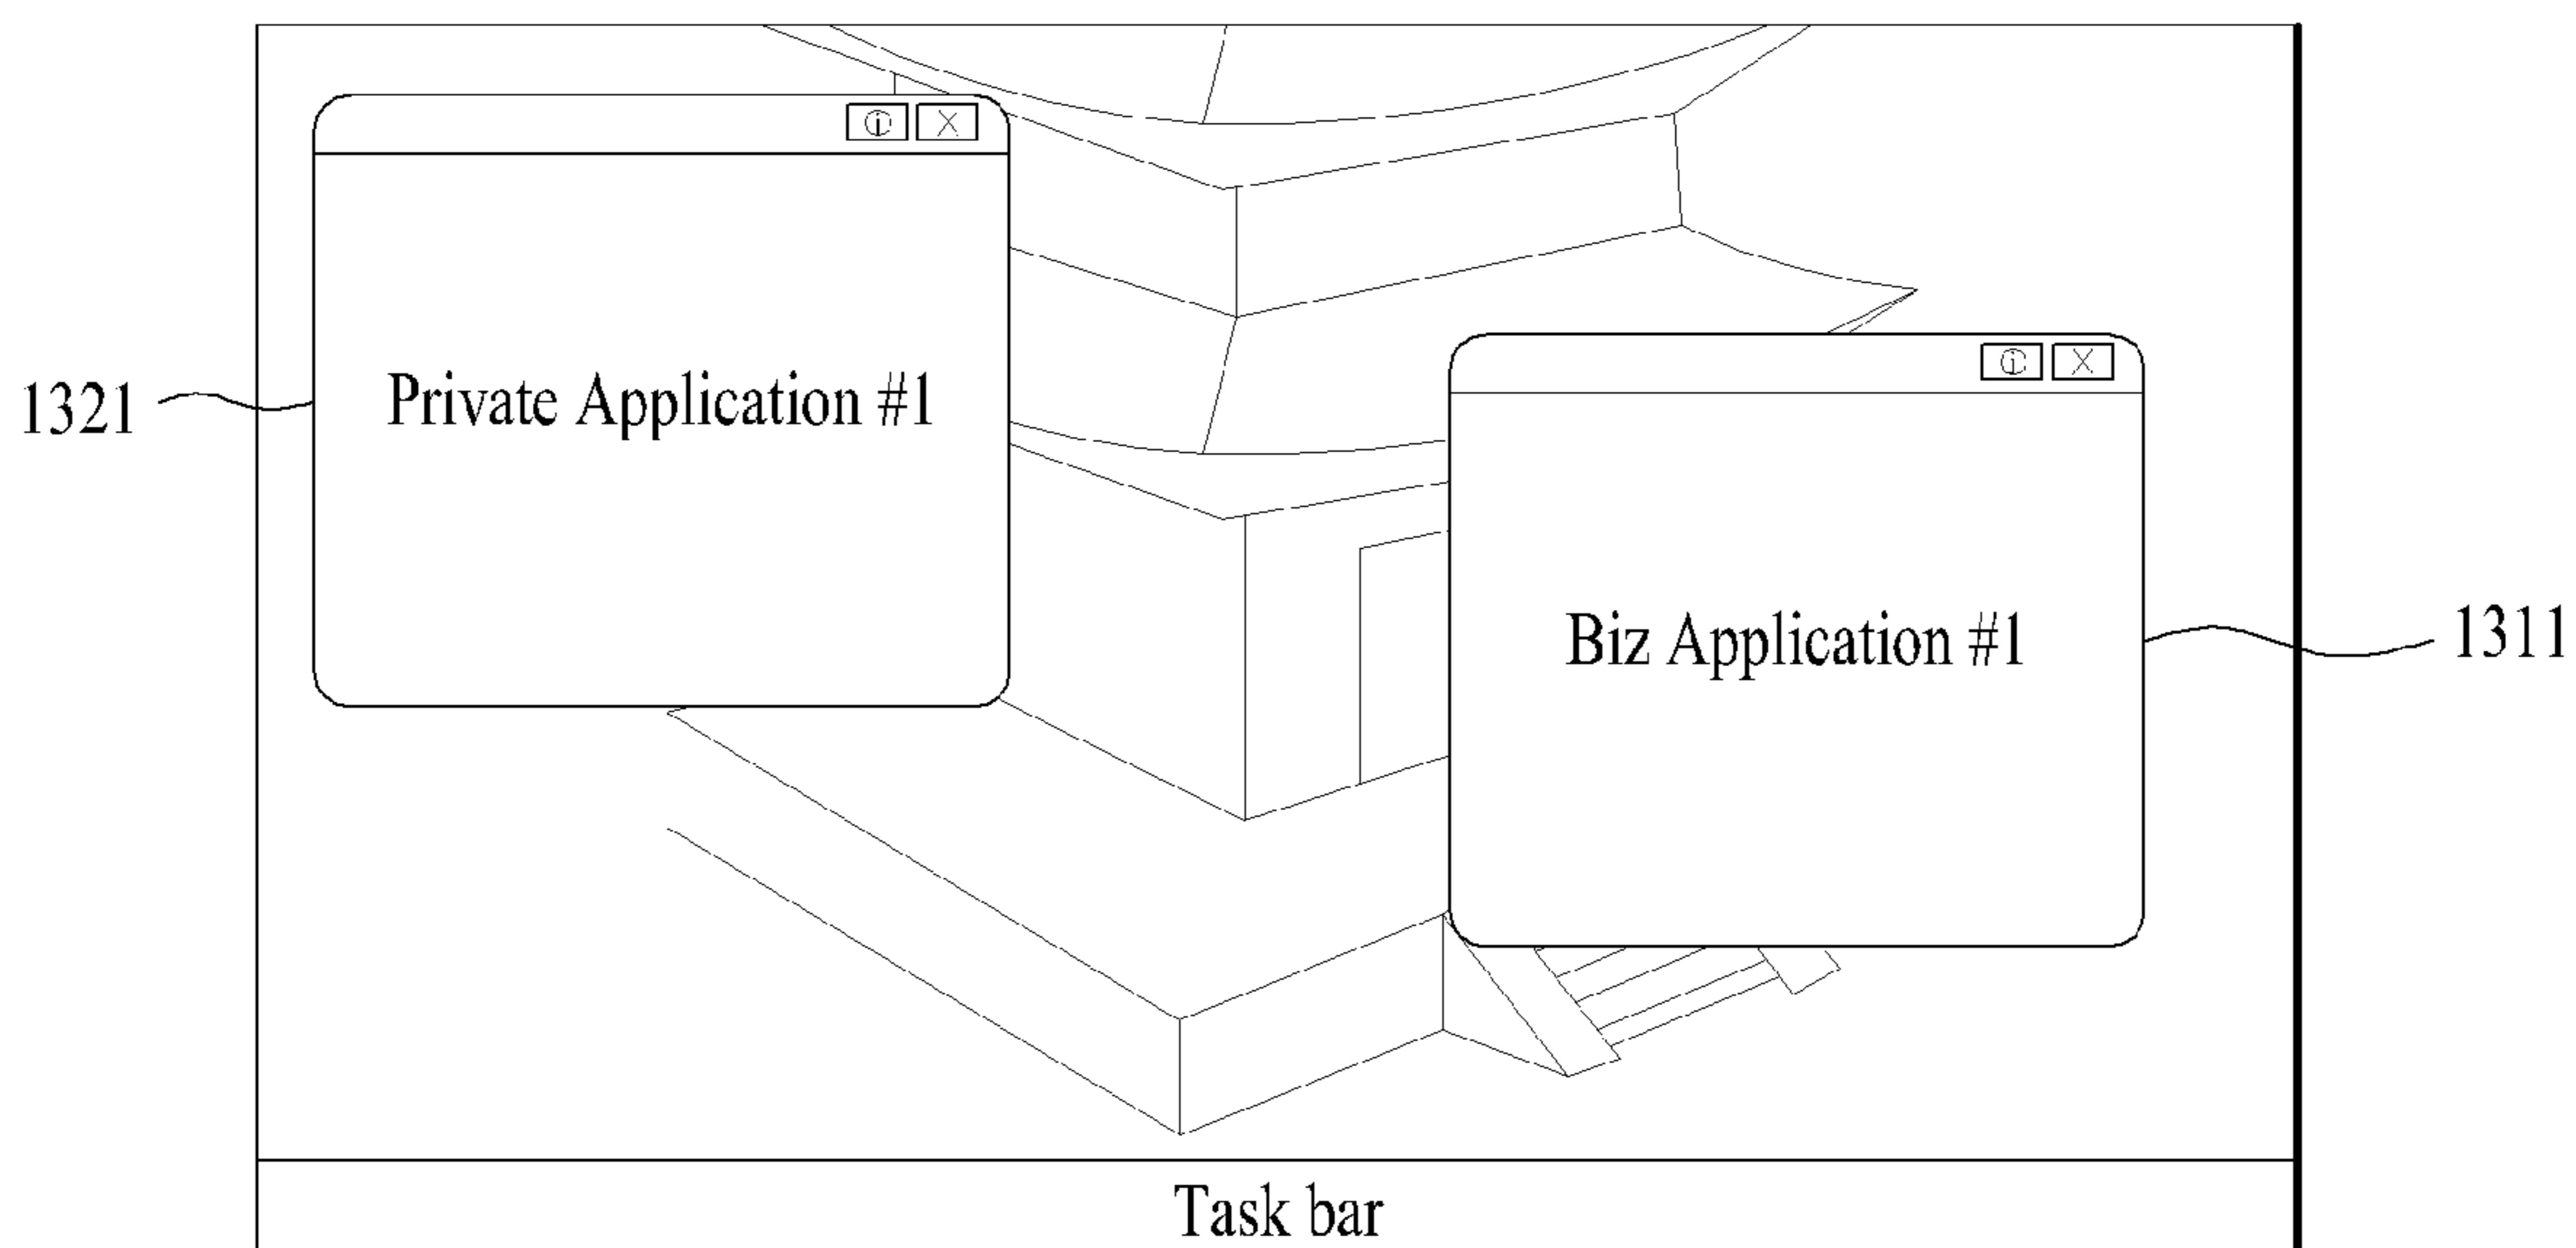 ⓘ X
Private Application #1
1321
ⓘ X
Biz Application #1
1311
Task bar